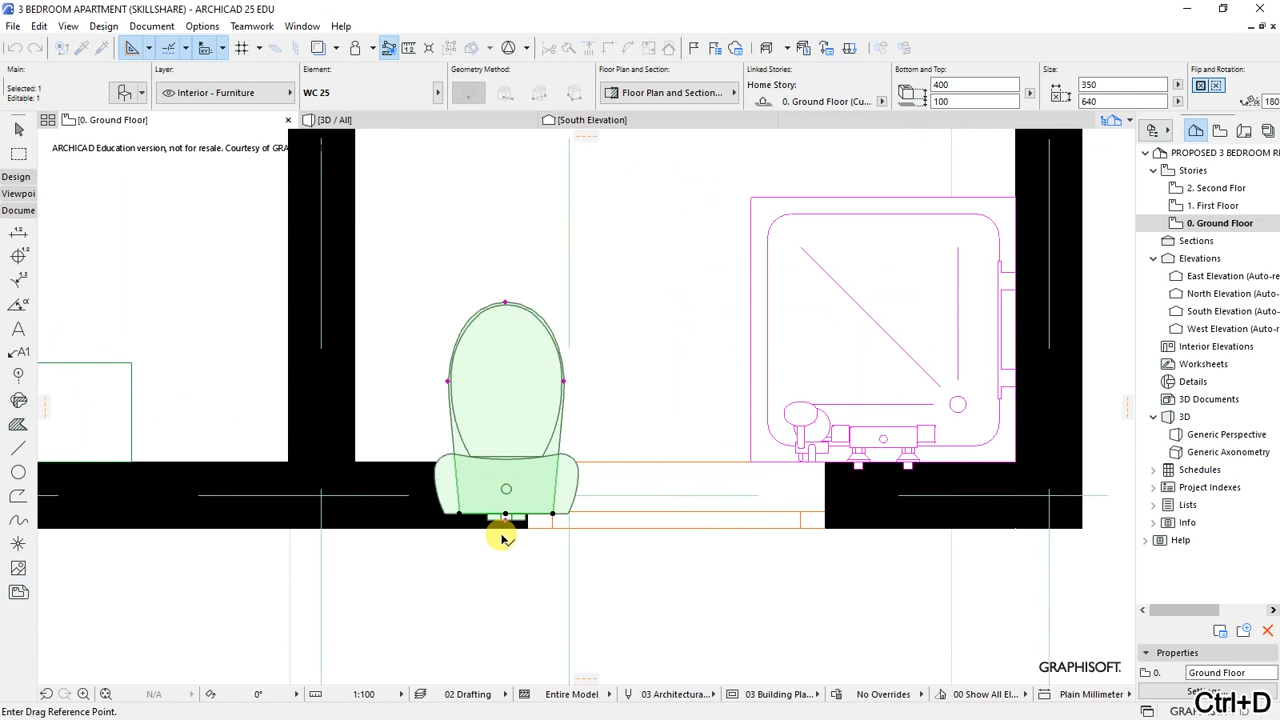 3 BEDROOM APARTMENT (SKILLSHARE) - ARCHICAD 25 EDU
File Edit View Design Document Options Teamwork Window Help
Main: Layer: Element: Geometry Method: Floor Plan and Section: Linked Stories: Bottom and Top: Size: Flip and Rotation:
Selected: 1
Editable: 1
Interior - Furniture
WC 25
Floor Plan and Section...
Home Story:
0. Ground Floor (Cu...
400
100
350
640
180
[0. Ground Floor]
[3D / All]
[South Elevation]
ARCHICAD Education version, not for resale. Courtesy of GRA
Design
Viewpoi
Docume
PROPOSED 3 BEDROOM RE
Stories
2. Second Flor
1. First Floor
0. Ground Floor
Sections
Elevations
East Elevation (Auto-re
North Elevation (Auto-
South Elevation (Auto-
West Elevation (Auto-r
Interior Elevations
Worksheets
Details
3D Documents
3D
Generic Perspective
Generic Axonometry
Schedules
Project Indexes
Lists
Info
Help
Properties
0. Ground Floor
Settings...
GRAPHISOFT.
N/A
0°
1:100
02 Drafting
Entire Model
03 Architectura...
03 Building Pla...
No Overrides
00 Show All El...
Plain Millimeter
Enter Drag Reference Point.
Ctrl+D